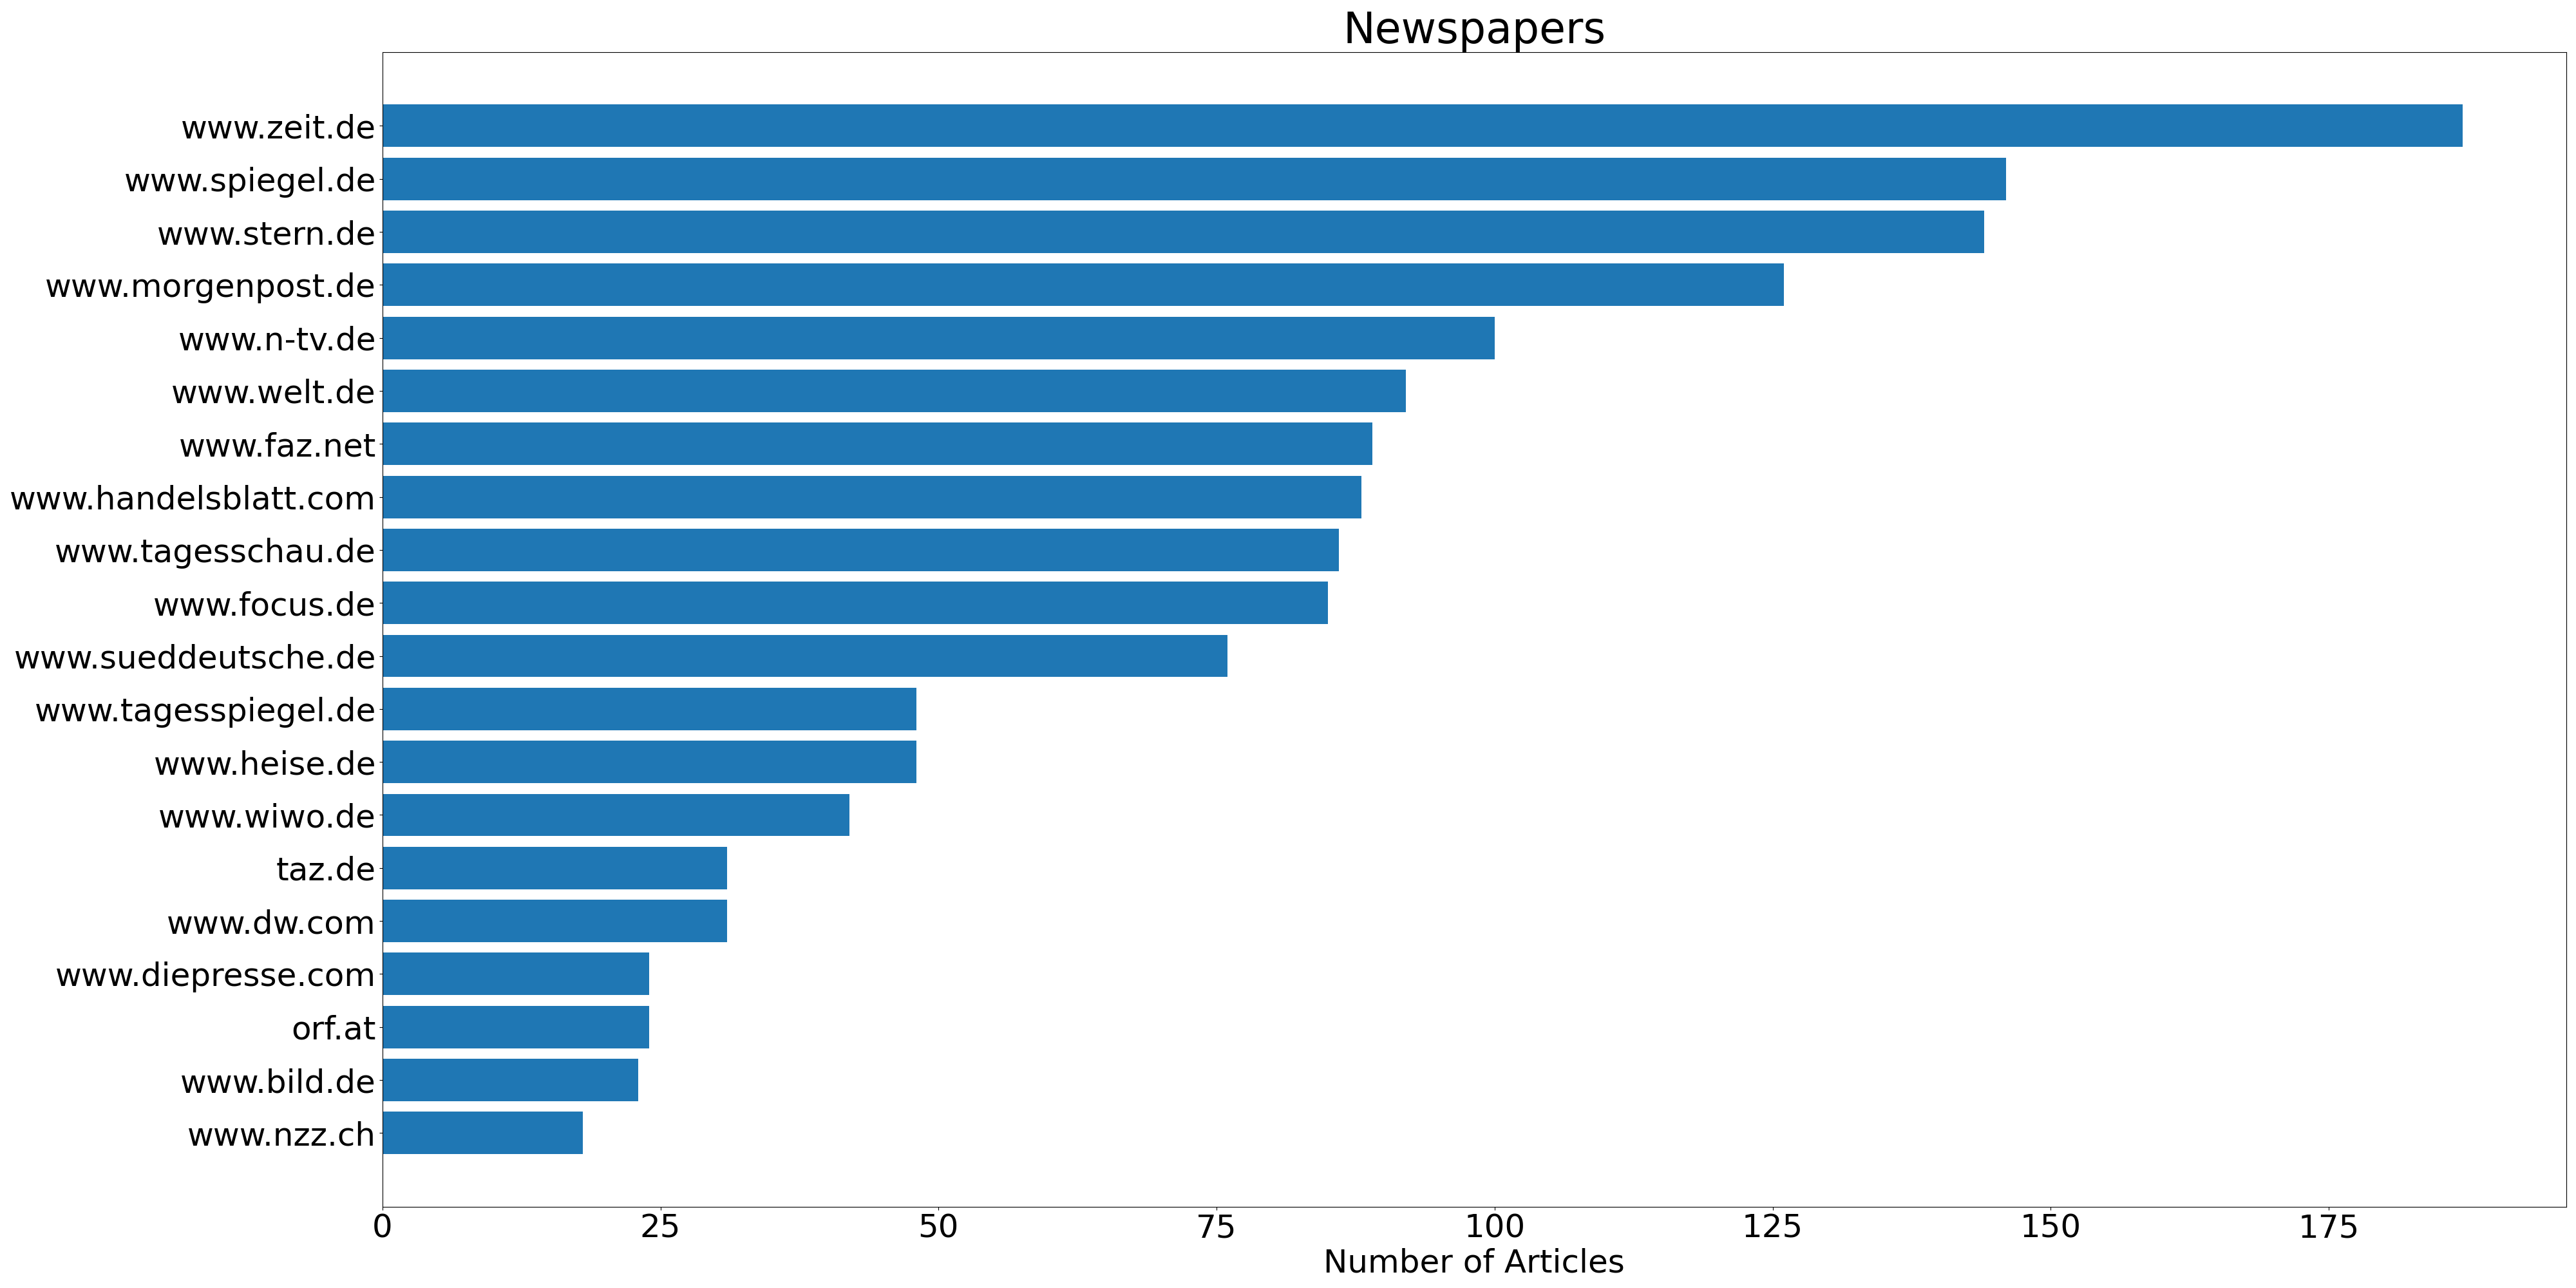 Newspapers
www.zeit.de
www.spiegel.de
www.stern.de
www.morgenpost.de
www.n-tv.de
www.welt.de
www.faz.net
www.handelsblatt.com
www.tagesschau.de
www.focus.de
www.sueddeutsche.de
www.tagesspiegel.de
www.heise.de
www.wiwo.de
taz.de
www.dw.com
www.diepresse.com
orf.at
www.bild.de
www.nzz.ch
0 25 50 75 100 125 150 175
Number of Articles